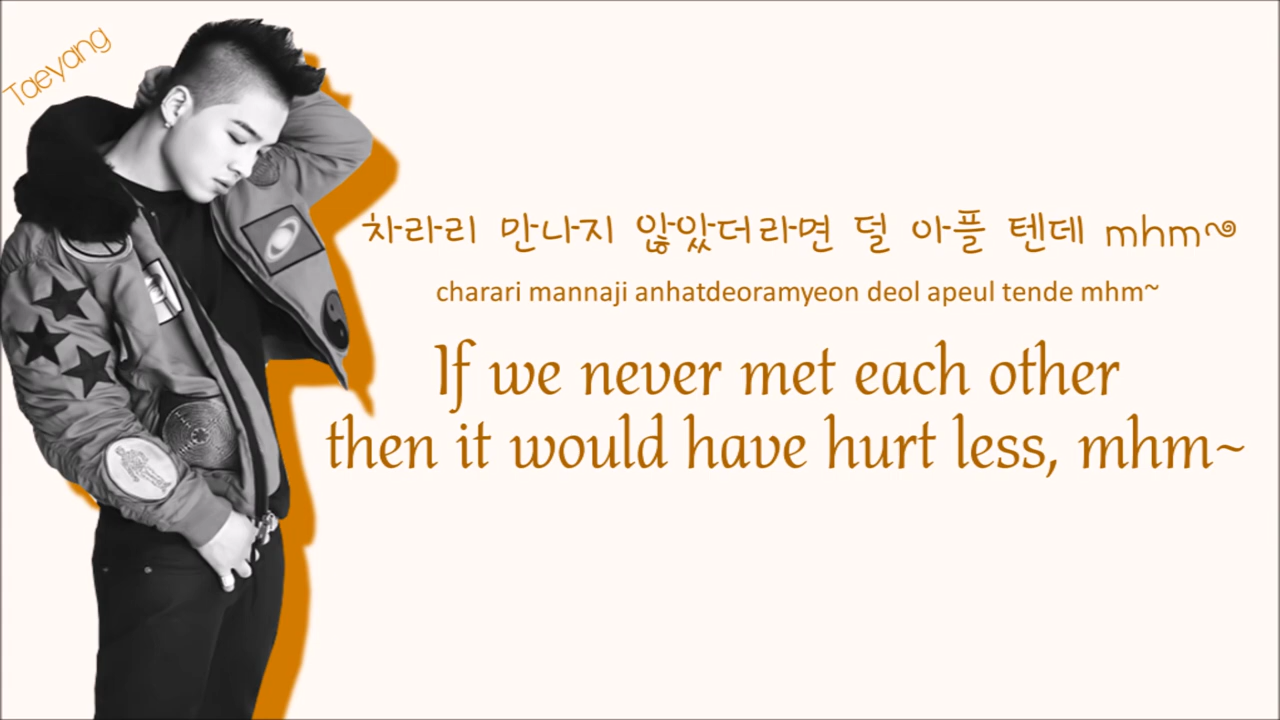 Taeyang
차라리 만나지 않았더라면 덜 아플 텐데 mhm~
charari mannaji anhatdeoramyeon deol apeul tende mhm~
If we never met each other
then it would have hurt less, mhm~